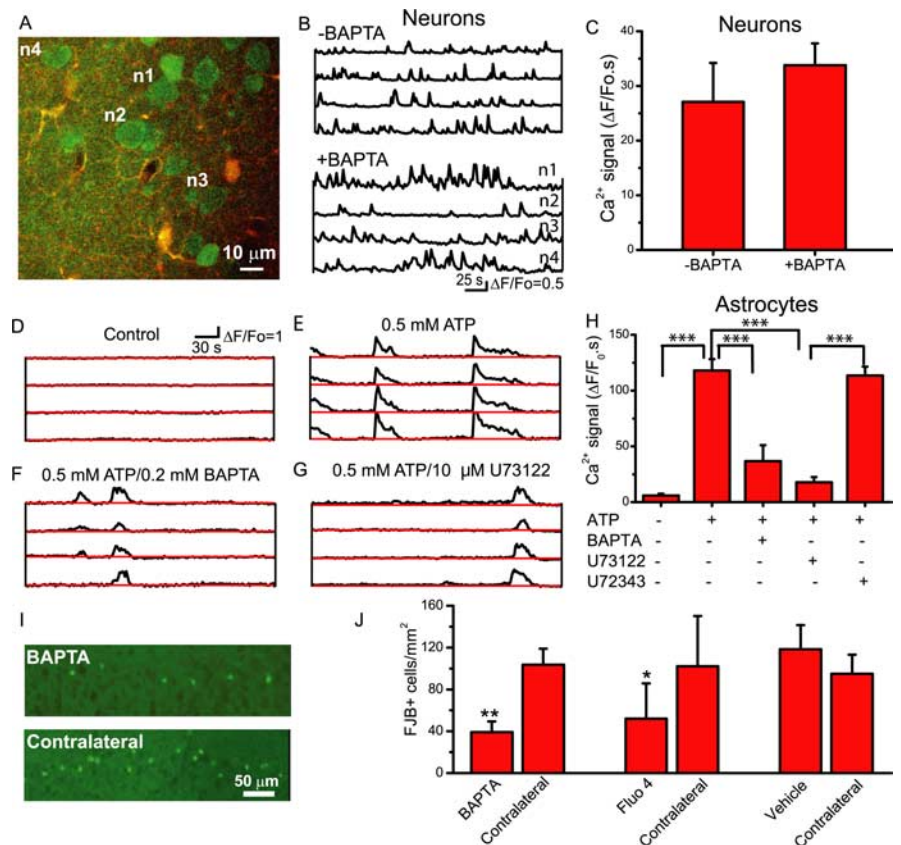 A
n4
n1
n2
n3
10 μm
B
Neurons
-BAPTA
+BAPTA
n1
n2
n3
n4
25 s
ΔF/Fo=0.5
C
Neurons
Ca²⁺ signal (ΔF/Fo.s)
40
30
20
10
0
-BAPTA
+BAPTA
D
Control
ΔF/Fo=1
30 s
E
0.5 mM ATP
F
0.5 mM ATP/0.2 mM BAPTA
G
0.5 mM ATP/10 μM U73122
H
Astrocytes
Ca²⁺ signal (ΔF/F₀.s)
150
100
50
0
***
***
***
***
ATP - + + + +
BAPTA - - + - -
U73122 - - - + -
U72343 - - - - +
I
BAPTA
Contralateral
50 μm
J
FJB+ cells/mm²
160
120
80
40
0
**
*
BAPTA
Contralateral
Fluo 4
Contralateral
Vehicle
Contralateral